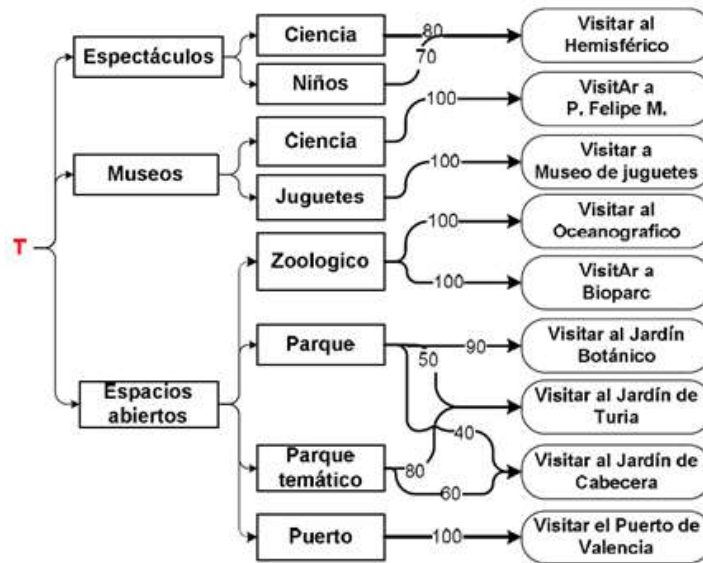 Ciencia
80
Visitar al
Hemisférico
Espectáculos
70
Niños
VisitAr a
P. Felipe M.
100
Ciencia
Museos
Visitar a
Museo de juguetes
100
Juguetes
T
100
Visitar al
Oceanografico
Zoologico
100
VisitAr a
Bioparc
Parque
50
90
Visitar al Jardín
Botánico
Espacios
abiertos
Visitar al Jardín de
Turia
40
Parque
temático
80
60
Visitar al Jardín de
Cabecera
Puerto
100
Visitar el Puerto de
Valencia